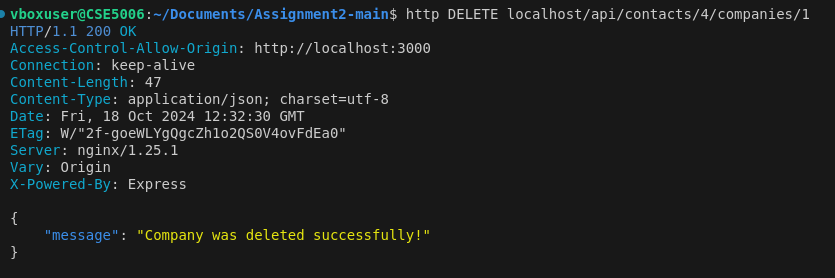 vboxuser@CSE5006:~/Documents/Assignment2-main$ http DELETE localhost/api/4/contacts/4/companies/1
HTTP/1.1 200 OK
Access-Control-Allow-Origin: http://localhost:3000
Connection: keep-alive
Content-Length: 47
Content-Type: application/json; charset=utf-8
Date: Fri, 18 Oct 2024 12:32:30 GMT
ETag: W/"2f-goeWLYgQgcZh1o2QS0V4ovFdEa0"
Server: nginx/1.25.1
Vary: Origin
X-Powered-By: Express
{
    "message": "Company was deleted successfully!"
}